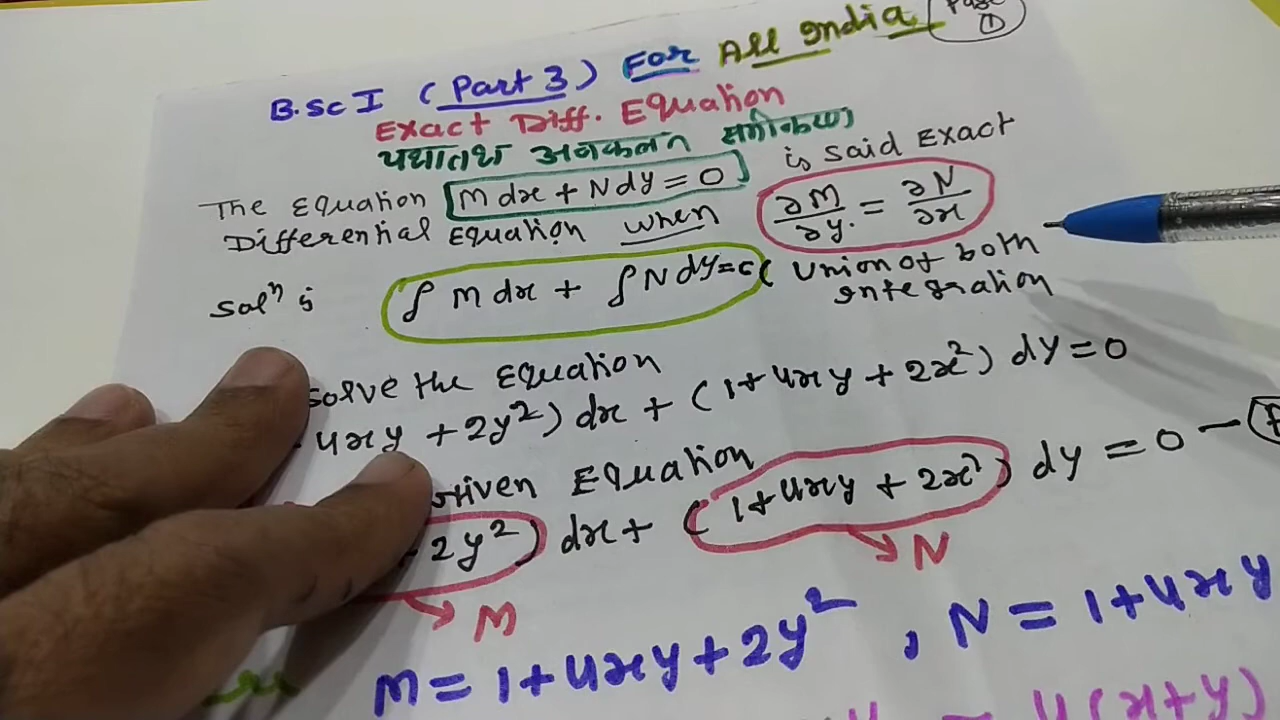 Page ①
B.Sc I (Part 3) For All India
Exact Diff. Equation
यथातथ अवकलन समीकरण
The Equation M dx + N dy = 0 is said Exact
Differential Equation when ∂M/∂y = ∂N/∂x
Solⁿ is ∫ M dx + ∫ N dy = c (Union of both
Integration
Solve the Equation
4xy + 2y²) dx + (1 + 4xy + 2x²) dy = 0
Given Equation
2y²) dx + (1 + 4xy + 2x²) dy = 0 —
M N
M = 1 + 4xy + 2y² , N = 1 + 4xy